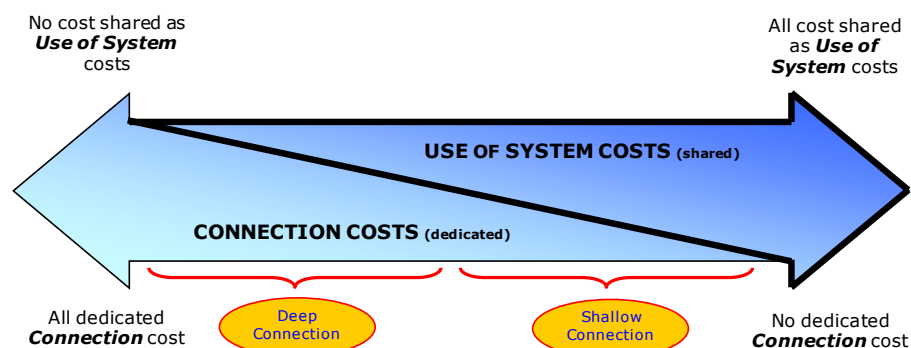 No cost shared as
Use of System
costs
All cost shared
as Use of
System costs
USE OF SYSTEM COSTS (shared)
CONNECTION COSTS (dedicated)
Deep
Connection
Shallow
Connection
All dedicated
Connection cost
No dedicated
Connection cost